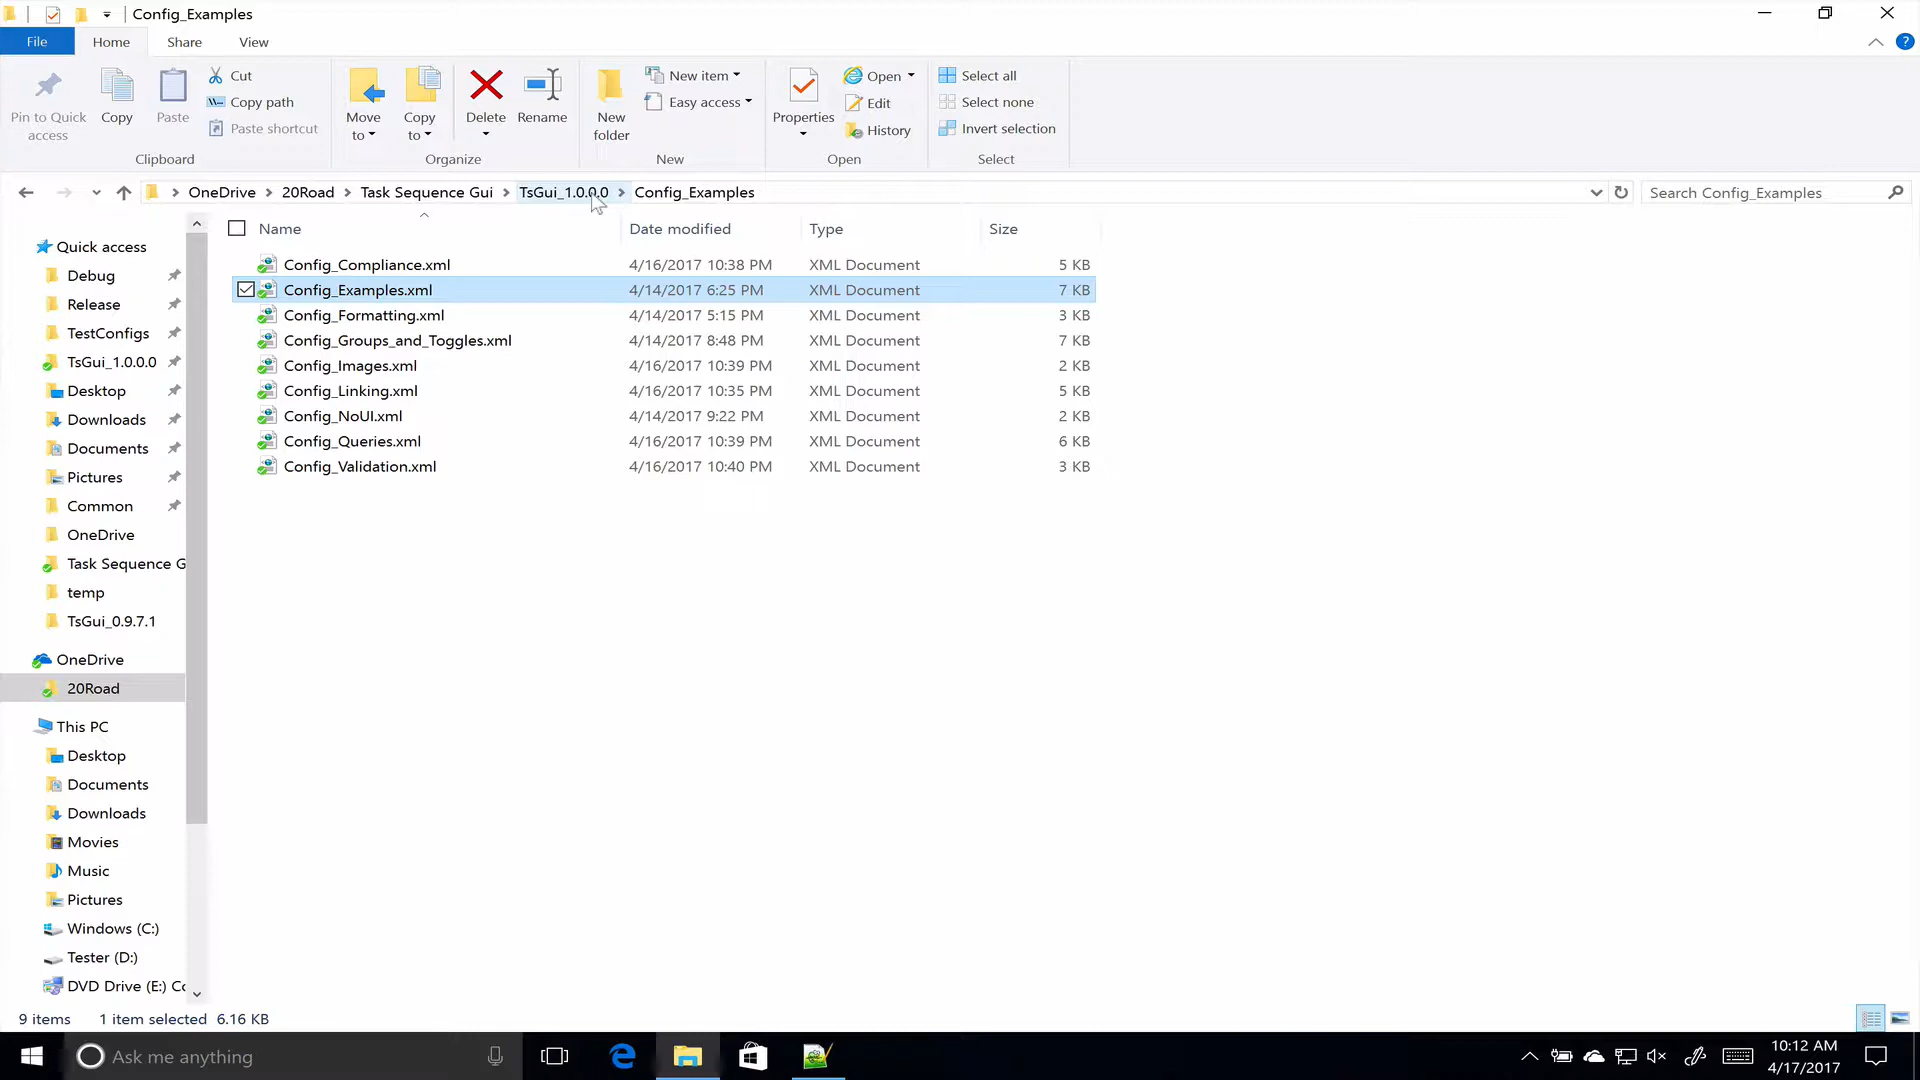 Config_Examples
File Home Share View
Pin to Quick access
Copy
Paste
Cut
Copy path
Paste shortcut
Clipboard
Move to
Copy to
Delete
Rename
Organize
New folder
New item
Easy access
New
Properties
Open
Edit
History
Open
Select all
Select none
Invert selection
Select
OneDrive > 20Road > Task Sequence Gui > TsGui_1.0.0.0 > Config_Examples
Search Config_Examples
Name Date modified Type Size
Config_Compliance.xml 4/16/2017 10:38 PM XML Document 5 KB
Config_Examples.xml 4/14/2017 6:25 PM XML Document 7 KB
Config_Formatting.xml 4/14/2017 5:15 PM XML Document 3 KB
Config_Groups_and_Toggles.xml 4/14/2017 8:48 PM XML Document 7 KB
Config_Images.xml 4/16/2017 10:39 PM XML Document 2 KB
Config_Linking.xml 4/16/2017 10:35 PM XML Document 5 KB
Config_NoUI.xml 4/14/2017 9:22 PM XML Document 2 KB
Config_Queries.xml 4/16/2017 10:39 PM XML Document 6 KB
Config_Validation.xml 4/16/2017 10:40 PM XML Document 3 KB
Quick access
Debug
Release
TestConfigs
TsGui_1.0.0.0
Desktop
Downloads
Documents
Pictures
Common
OneDrive
Task Sequence G
temp
TsGui_0.9.7.1
OneDrive
20Road
This PC
Desktop
Documents
Downloads
Movies
Music
Pictures
Windows (C:)
Tester (D:)
DVD Drive (E:) Co
9 items 1 item selected 6.16 KB
Ask me anything
10:12 AM
4/17/2017